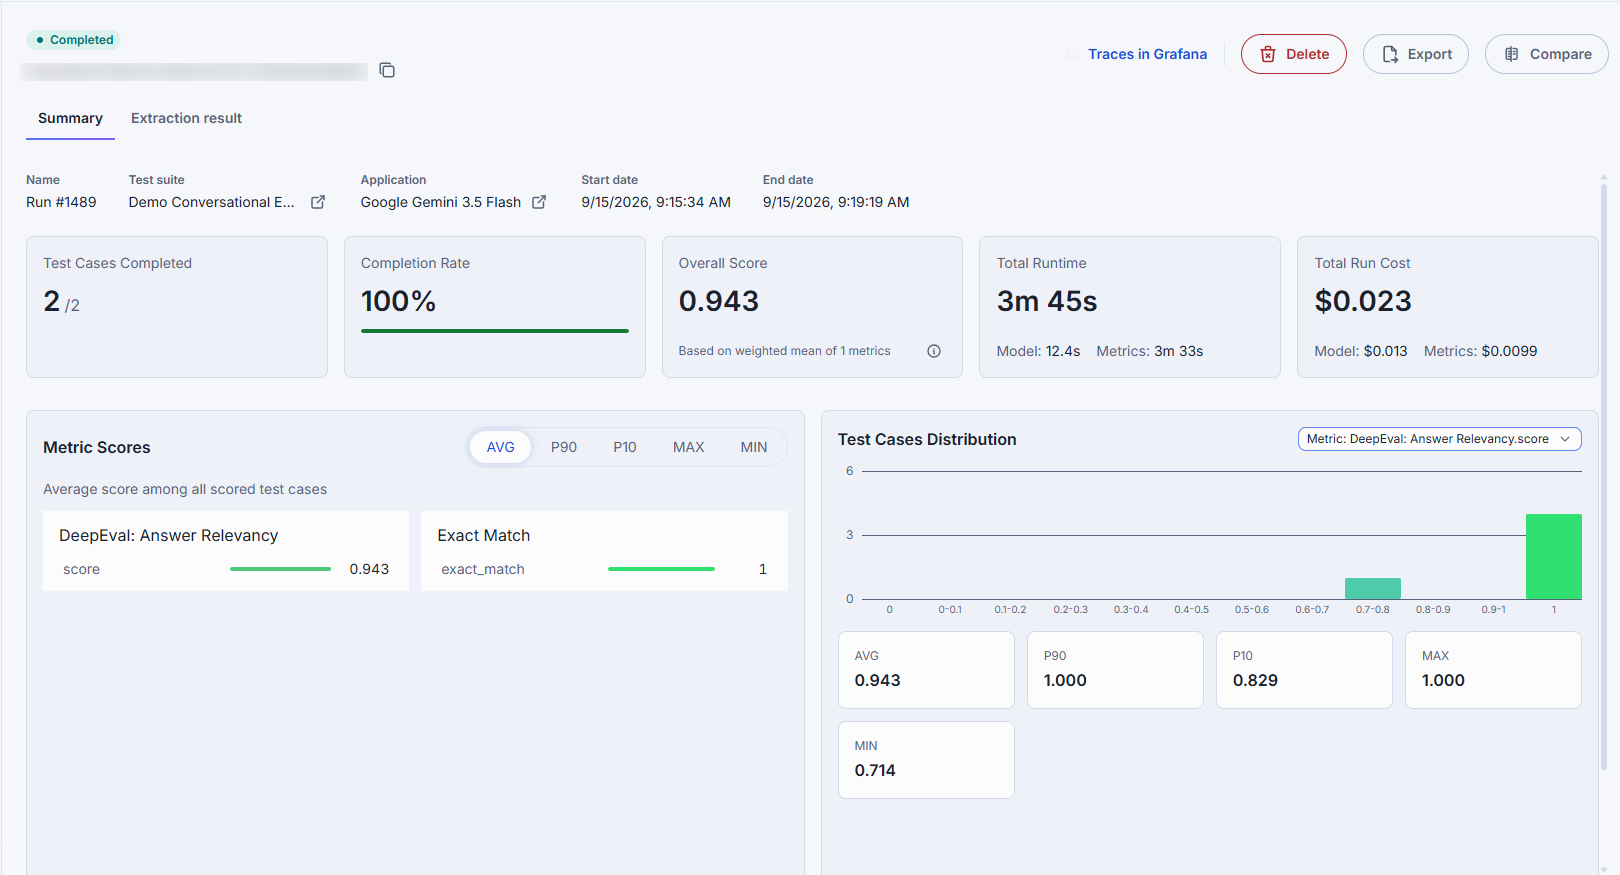 Completed
Traces in Grafana
Delete
Export
Compare
Summary
Extraction result
Name
Test suite
Application
Start date
End date
Run #1489
Demo Conversational E...
Google Gemini 3.5 Flash
9/15/2026, 9:15:34 AM
9/15/2026, 9:19:19 AM
Test Cases Completed
2 /2
Completion Rate
100%
Overall Score
0.943
Based on weighted mean of 1 metrics
Total Runtime
3m 45s
Model: 12.4s Metrics: 3m 33s
Total Run Cost
$0.023
Model: $0.013 Metrics: $0.0099
Metric Scores
AVG
P90
P10
MAX
MIN
Average score among all scored test cases
DeepEval: Answer Relevancy
score 0.943
Exact Match
exact_match 1
Test Cases Distribution
Metric: DeepEval: Answer Relevancy.score
6
3
0
0 0-0.1 0.1-0.2 0.2-0.3 0.3-0.4 0.4-0.5 0.5-0.6 0.6-0.7 0.7-0.8 0.8-0.9 0.9-1 1
AVG
0.943
P90
1.000
P10
0.829
MAX
1.000
MIN
0.714